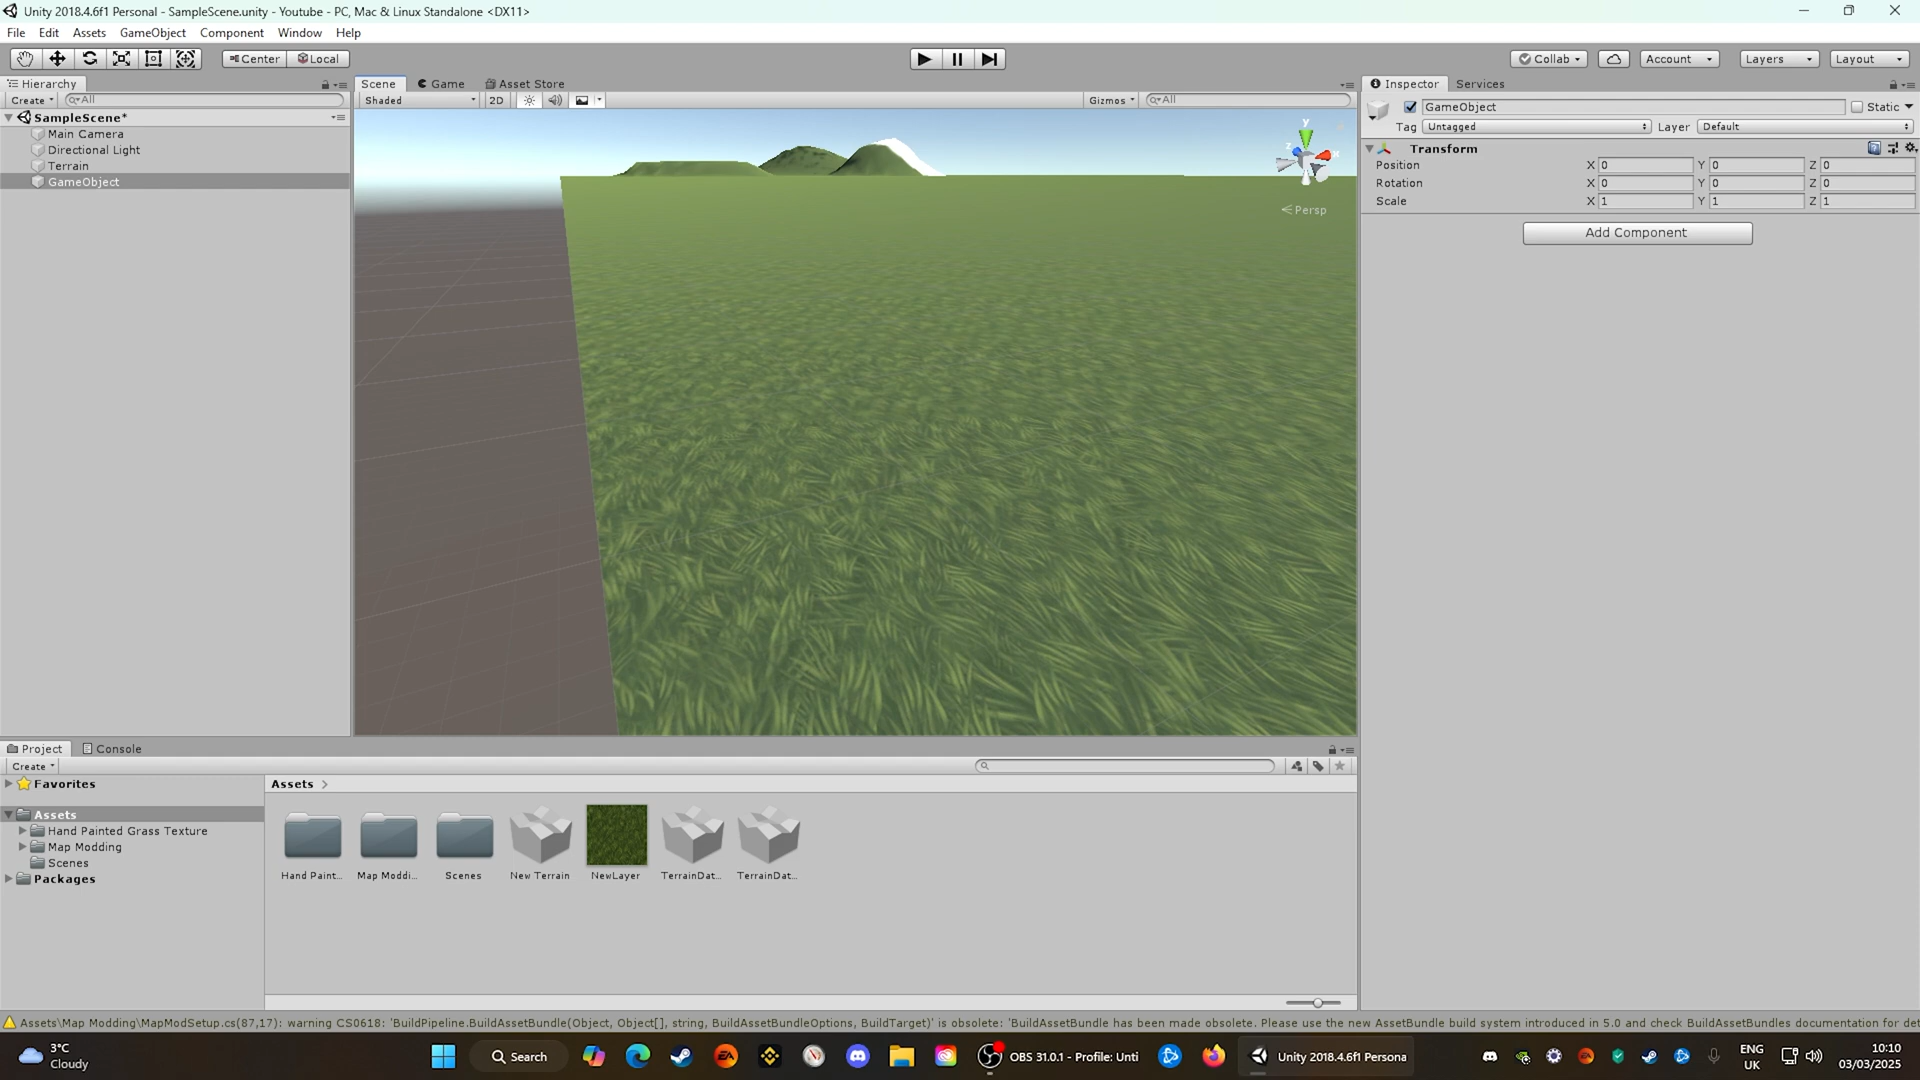 Unity 2018.4.6f1 Personal - SampleScene.unity - Youtube - PC, Mac & Linux Standalone <DX11>
File Edit Assets GameObject Component Window Help
Center Local Collab Account Layers Layout
Hierarchy
Create All
SampleScene*
Main Camera
Directional Light
Terrain
GameObject
Scene Game Asset Store
Shaded 2D Gizmos All
y
x
z
Persp
Inspector Services
GameObject Static
Tag Untagged Layer Default
Transform
Position X 0 Y 0 Z 0
Rotation X 0 Y 0 Z 0
Scale X 1 Y 1 Z 1
Add Component
Project Console
Create
Favorites
Assets
Hand Painted Grass Texture
Map Modding
Scenes
Packages
Assets
Hand Paint... Map Moddi... Scenes New Terrain NewLayer TerrainDat... TerrainDat...
Assets\Map Modding\MapModSetup.cs(87,17): warning CS0618: 'BuildPipeline.BuildAssetBundle(Object, Object[], string, BuildAssetBundleOptions, BuildTarget)' is obsolete: 'BuildAssetBundle has been made obsolete. Please use the new AssetBundle build system introduced in 5.0 and check BuildAssetBundles documentation for det
3°C
Cloudy
Search
EA
OBS 31.0.1 - Profile: Unti
Unity 2018.4.6f1 Persona
ENG
UK
10:10
03/03/2025